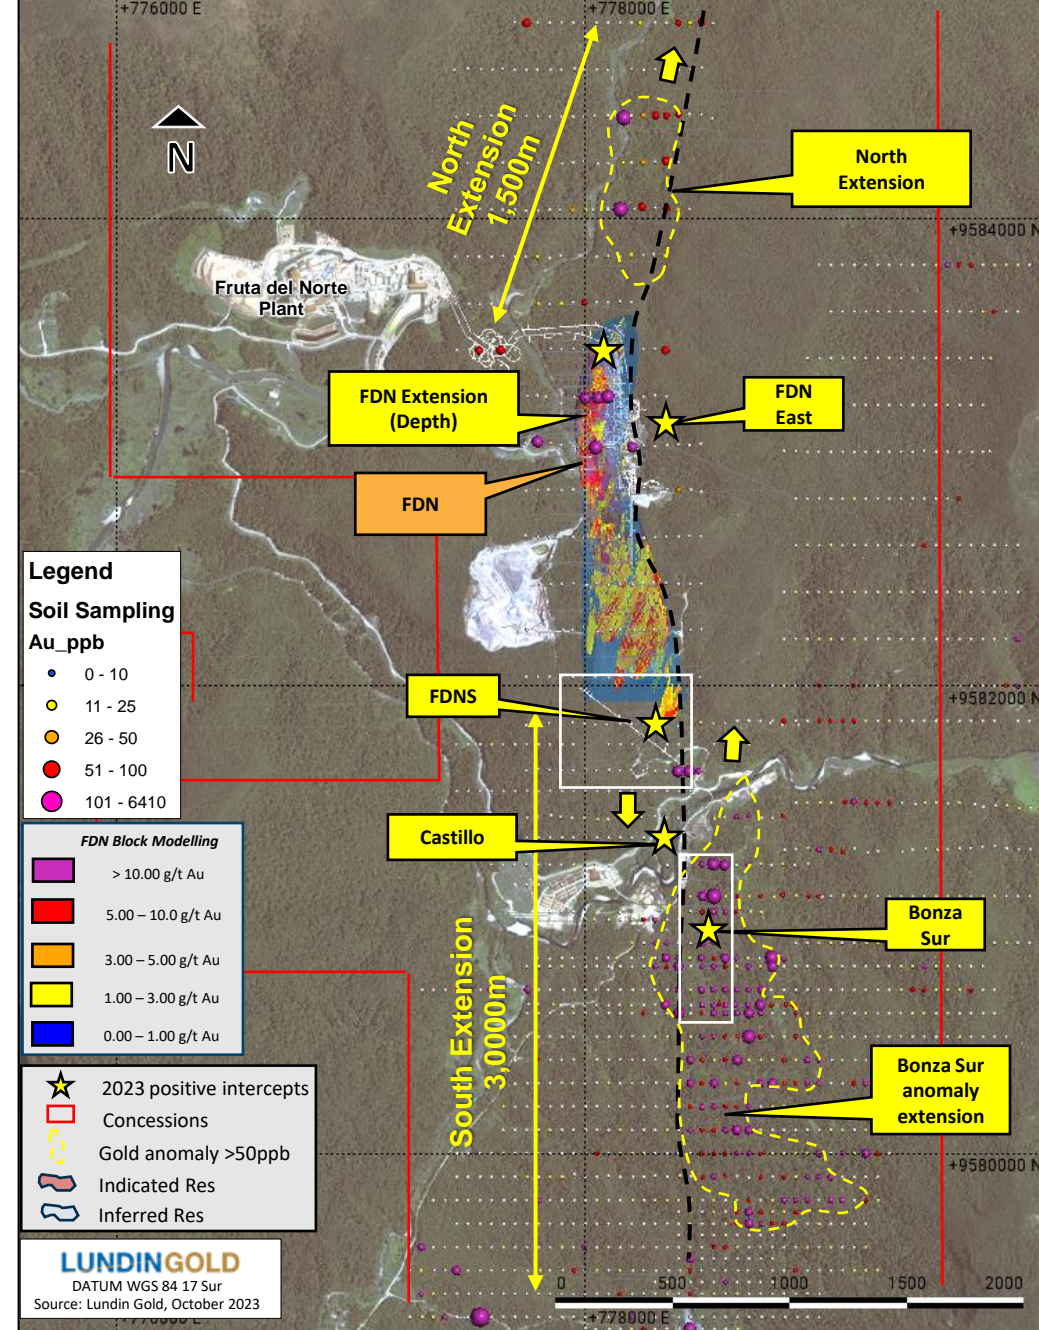 +776000 E
+778000 E
N
North
Extension
1,500m
North
Extension
+9584000 N
Fruta del Norte
Plant
FDN Extension
(Depth)
FDN
East
FDN
Legend
Soil Sampling
Au_ppb
0 - 10
11 - 25
26 - 50
51 - 100
101 - 6410
FDNS
+9582000 N
FDN Block Modelling
> 10.00 g/t Au
5.00 – 10.0 g/t Au
3.00 – 5.00 g/t Au
1.00 – 3.00 g/t Au
0.00 – 1.00 g/t Au
Castillo
Bonza
Sur
South Extension
3,0000m
Bonza Sur
anomaly
extension
2023 positive intercepts
Concessions
Gold anomaly >50ppb
Indicated Res
Inferred Res
+9580000 N
LUNDINGOLD
DATUM WGS 84 17 Sur
Source: Lundin Gold, October 2023
0 500 1000 1500 2000
+776000 E
+778000 E